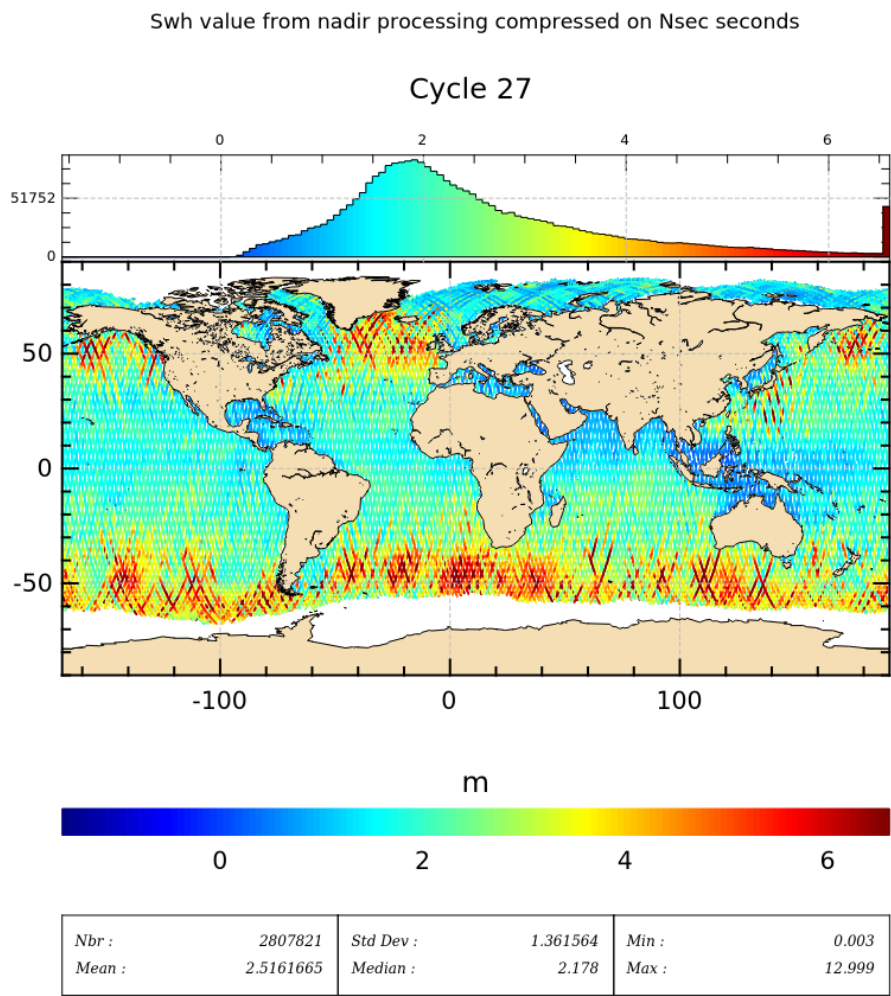 Swh value from nadir processing compressed on Nsec seconds
Cycle 27
0 2 4 6
51752
0
50
0
-50
-100 0 100
m
0 2 4 6
Nbr : 2807821 Std Dev : 1.361564 Min : 0.003
Mean : 2.5161665 Median : 2.178 Max : 12.999